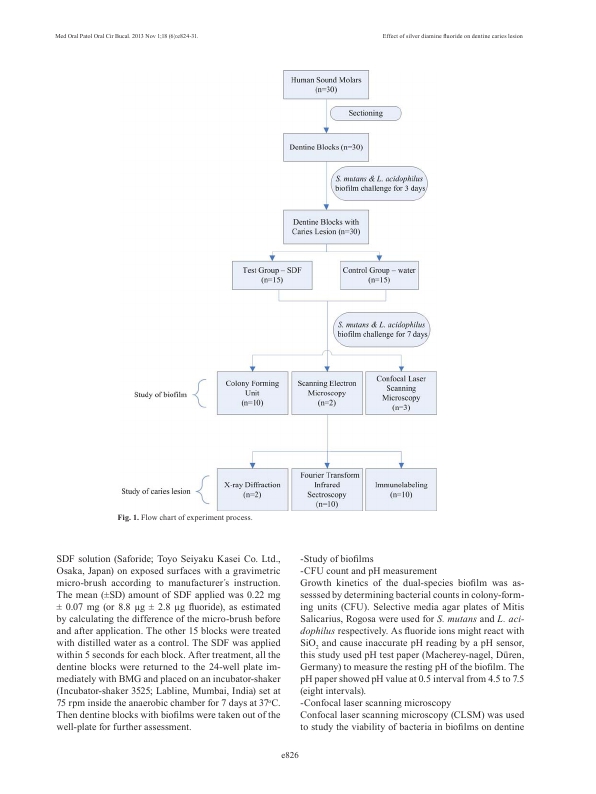 Med Oral Patol Oral Cir Bucal. 2013 Nov 1;18 (6):e824-31.
Effect of silver diamine fluoride on dentine caries lesion
Human Sound Molars
(n=30)
Sectioning
Dentine Blocks (n=30)
S. mutans & L. acidophilus
biofilm challenge for 3 days
Dentine Blocks with
Caries Lesion (n=30)
Test Group – SDF
(n=15)
Control Group – water
(n=15)
S. mutans & L. acidophilus
biofilm challenge for 7 days
Study of biofilm
Colony Forming
Unit
(n=10)
Scanning Electron
Microscopy
(n=2)
Confocal Laser
Scanning
Microscopy
(n=3)
Study of caries lesion
X-ray Diffraction
(n=2)
Fourier Transform
Infrared
Sectroscopy
(n=10)
Immunolabeling
(n=10)
Fig. 1. Flow chart of experiment process.
SDF solution (Saforide; Toyo Seiyaku Kasei Co. Ltd.,
Osaka, Japan) on exposed surfaces with a gravimetric
micro-brush according to manufacturer´s instruction.
The mean (±SD) amount of SDF applied was 0.22 mg
± 0.07 mg (or 8.8 µg ± 2.8 µg fluoride), as estimated
by calculating the difference of the micro-brush before
and after application. The other 15 blocks were treated
with distilled water as a control. The SDF was applied
within 5 seconds for each block. After treatment, all the
dentine blocks were returned to the 24-well plate im-
mediately with BMG and placed on an incubator-shaker
(Incubator-shaker 3525; Labline, Mumbai, India) set at
75 rpm inside the anaerobic chamber for 7 days at 37ºC.
Then dentine blocks with biofilms were taken out of the
well-plate for further assessment.
-Study of biofilms
-CFU count and pH measurement
Growth kinetics of the dual-species biofilm was as-
sesssed by determining bacterial counts in colony-form-
ing units (CFU). Selective media agar plates of Mitis
Salicarius, Rogosa were used for S. mutans and L. aci-
dophilus respectively. As fluoride ions might react with
SiO2 and cause inaccurate pH reading by a pH sensor,
this study used pH test paper (Macherey-nagel, Düren,
Germany) to measure the resting pH of the biofilm. The
pH paper showed pH value at 0.5 interval from 4.5 to 7.5
(eight intervals).
-Confocal laser scanning microscopy
Confocal laser scanning microscopy (CLSM) was used
to study the viability of bacteria in biofilms on dentine
e826